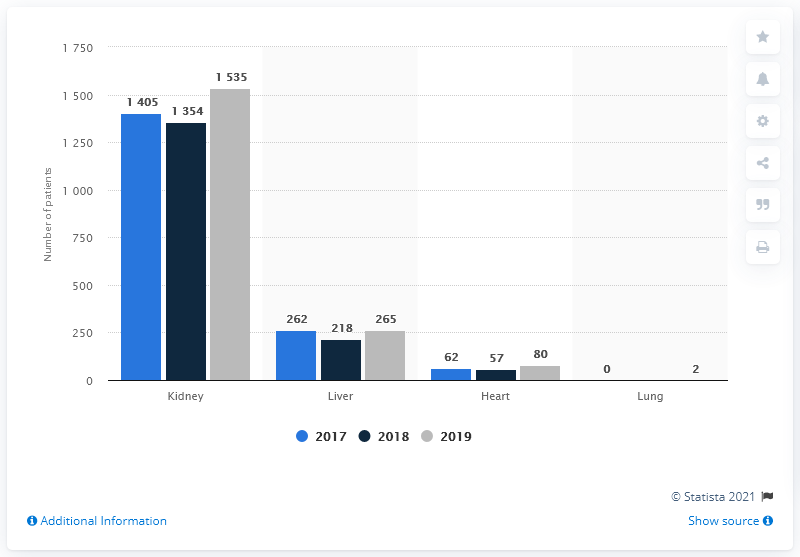 1 750
1 500
1 250
1 000
750
500
250
0
Number of patients
1 405
1 354
1 535
262
218
265
62
57
80
0
2
Kidney
Liver
Heart
Lung
2017
2018
2019
© Statista 2021
Additional Information
Show source